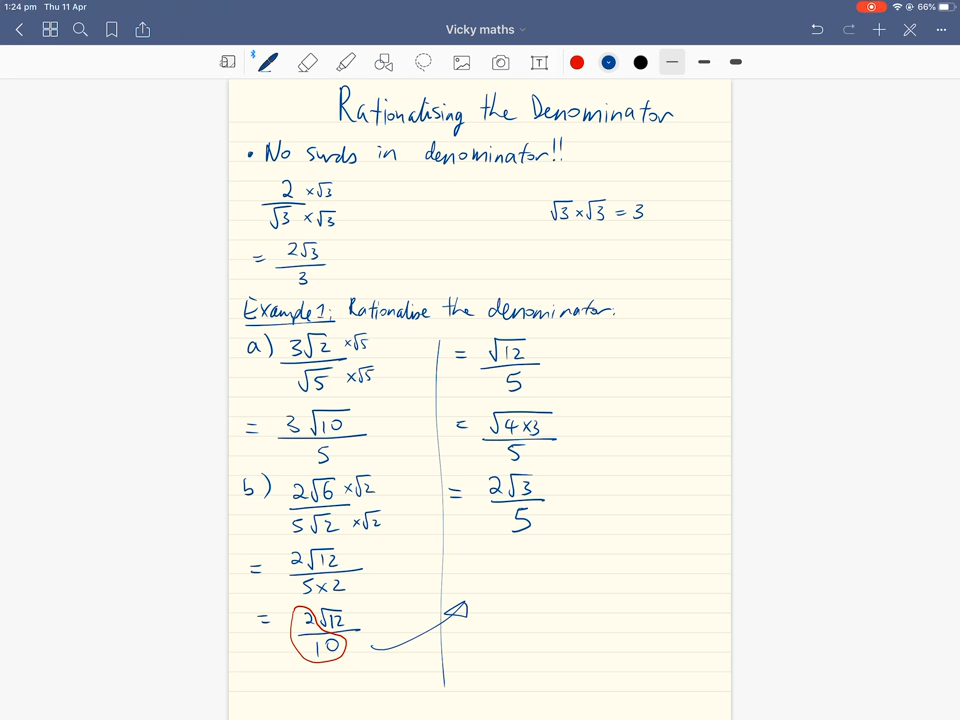 1:24 pm Thu 11 Apr 66%
Vicky maths
T
Rationalising the Denominator
• No surds in denominator!!
2 ×√3
√3 ×√3
√3 × √3 = 3
= 2√3
3
Example 1: Rationalise the denominator.
a) 3√2 ×√5
√5 ×√5
= 3√10
5
b) 2√6 ×√2
5√2 ×√2
= 2√12
5×2
= 2√12
10
= √12
5
= √4×3
5
= 2√3
5